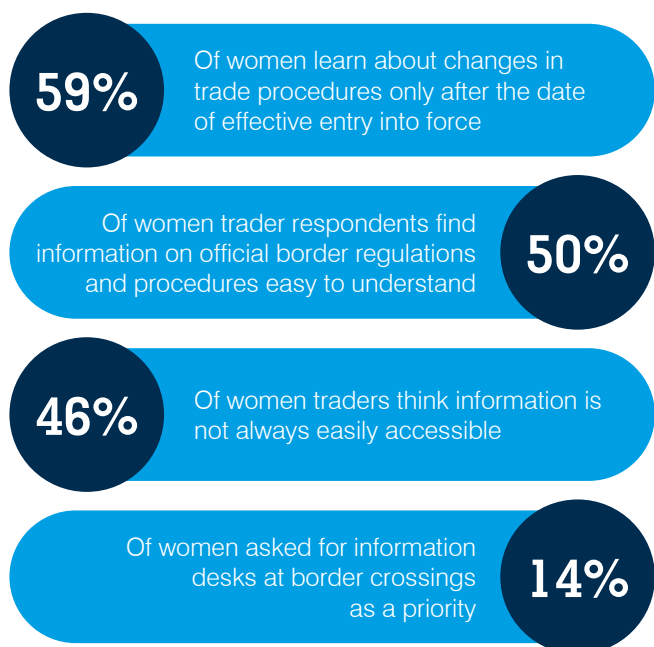 59%
Of women learn about changes in
trade procedures only after the date
of effective entry into force
Of women trader respondents find
information on official border regulations
and procedures easy to understand
50%
46%
Of women traders think information is
not always easily accessible
Of women asked for information
desks at border crossings
as a priority
14%